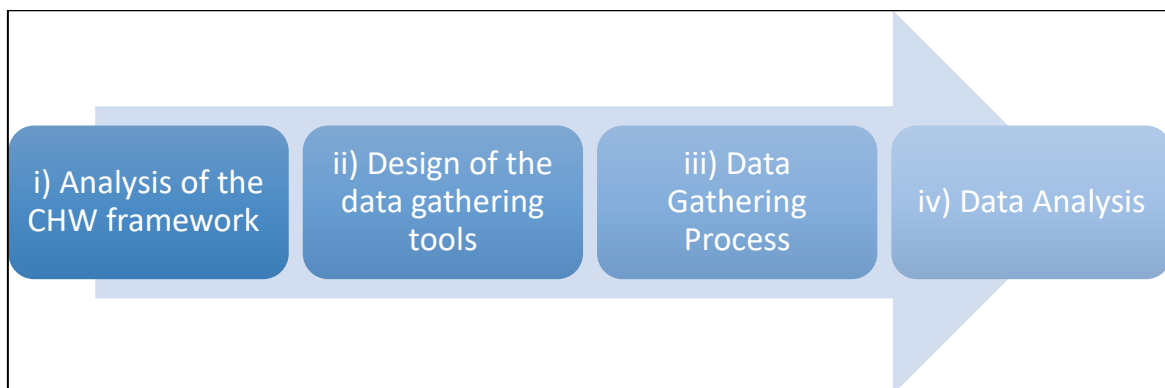 i) Analysis of the
CHW framework
ii) Design of the
data gathering
tools
iii) Data
Gathering
Process
iv) Data Analysis